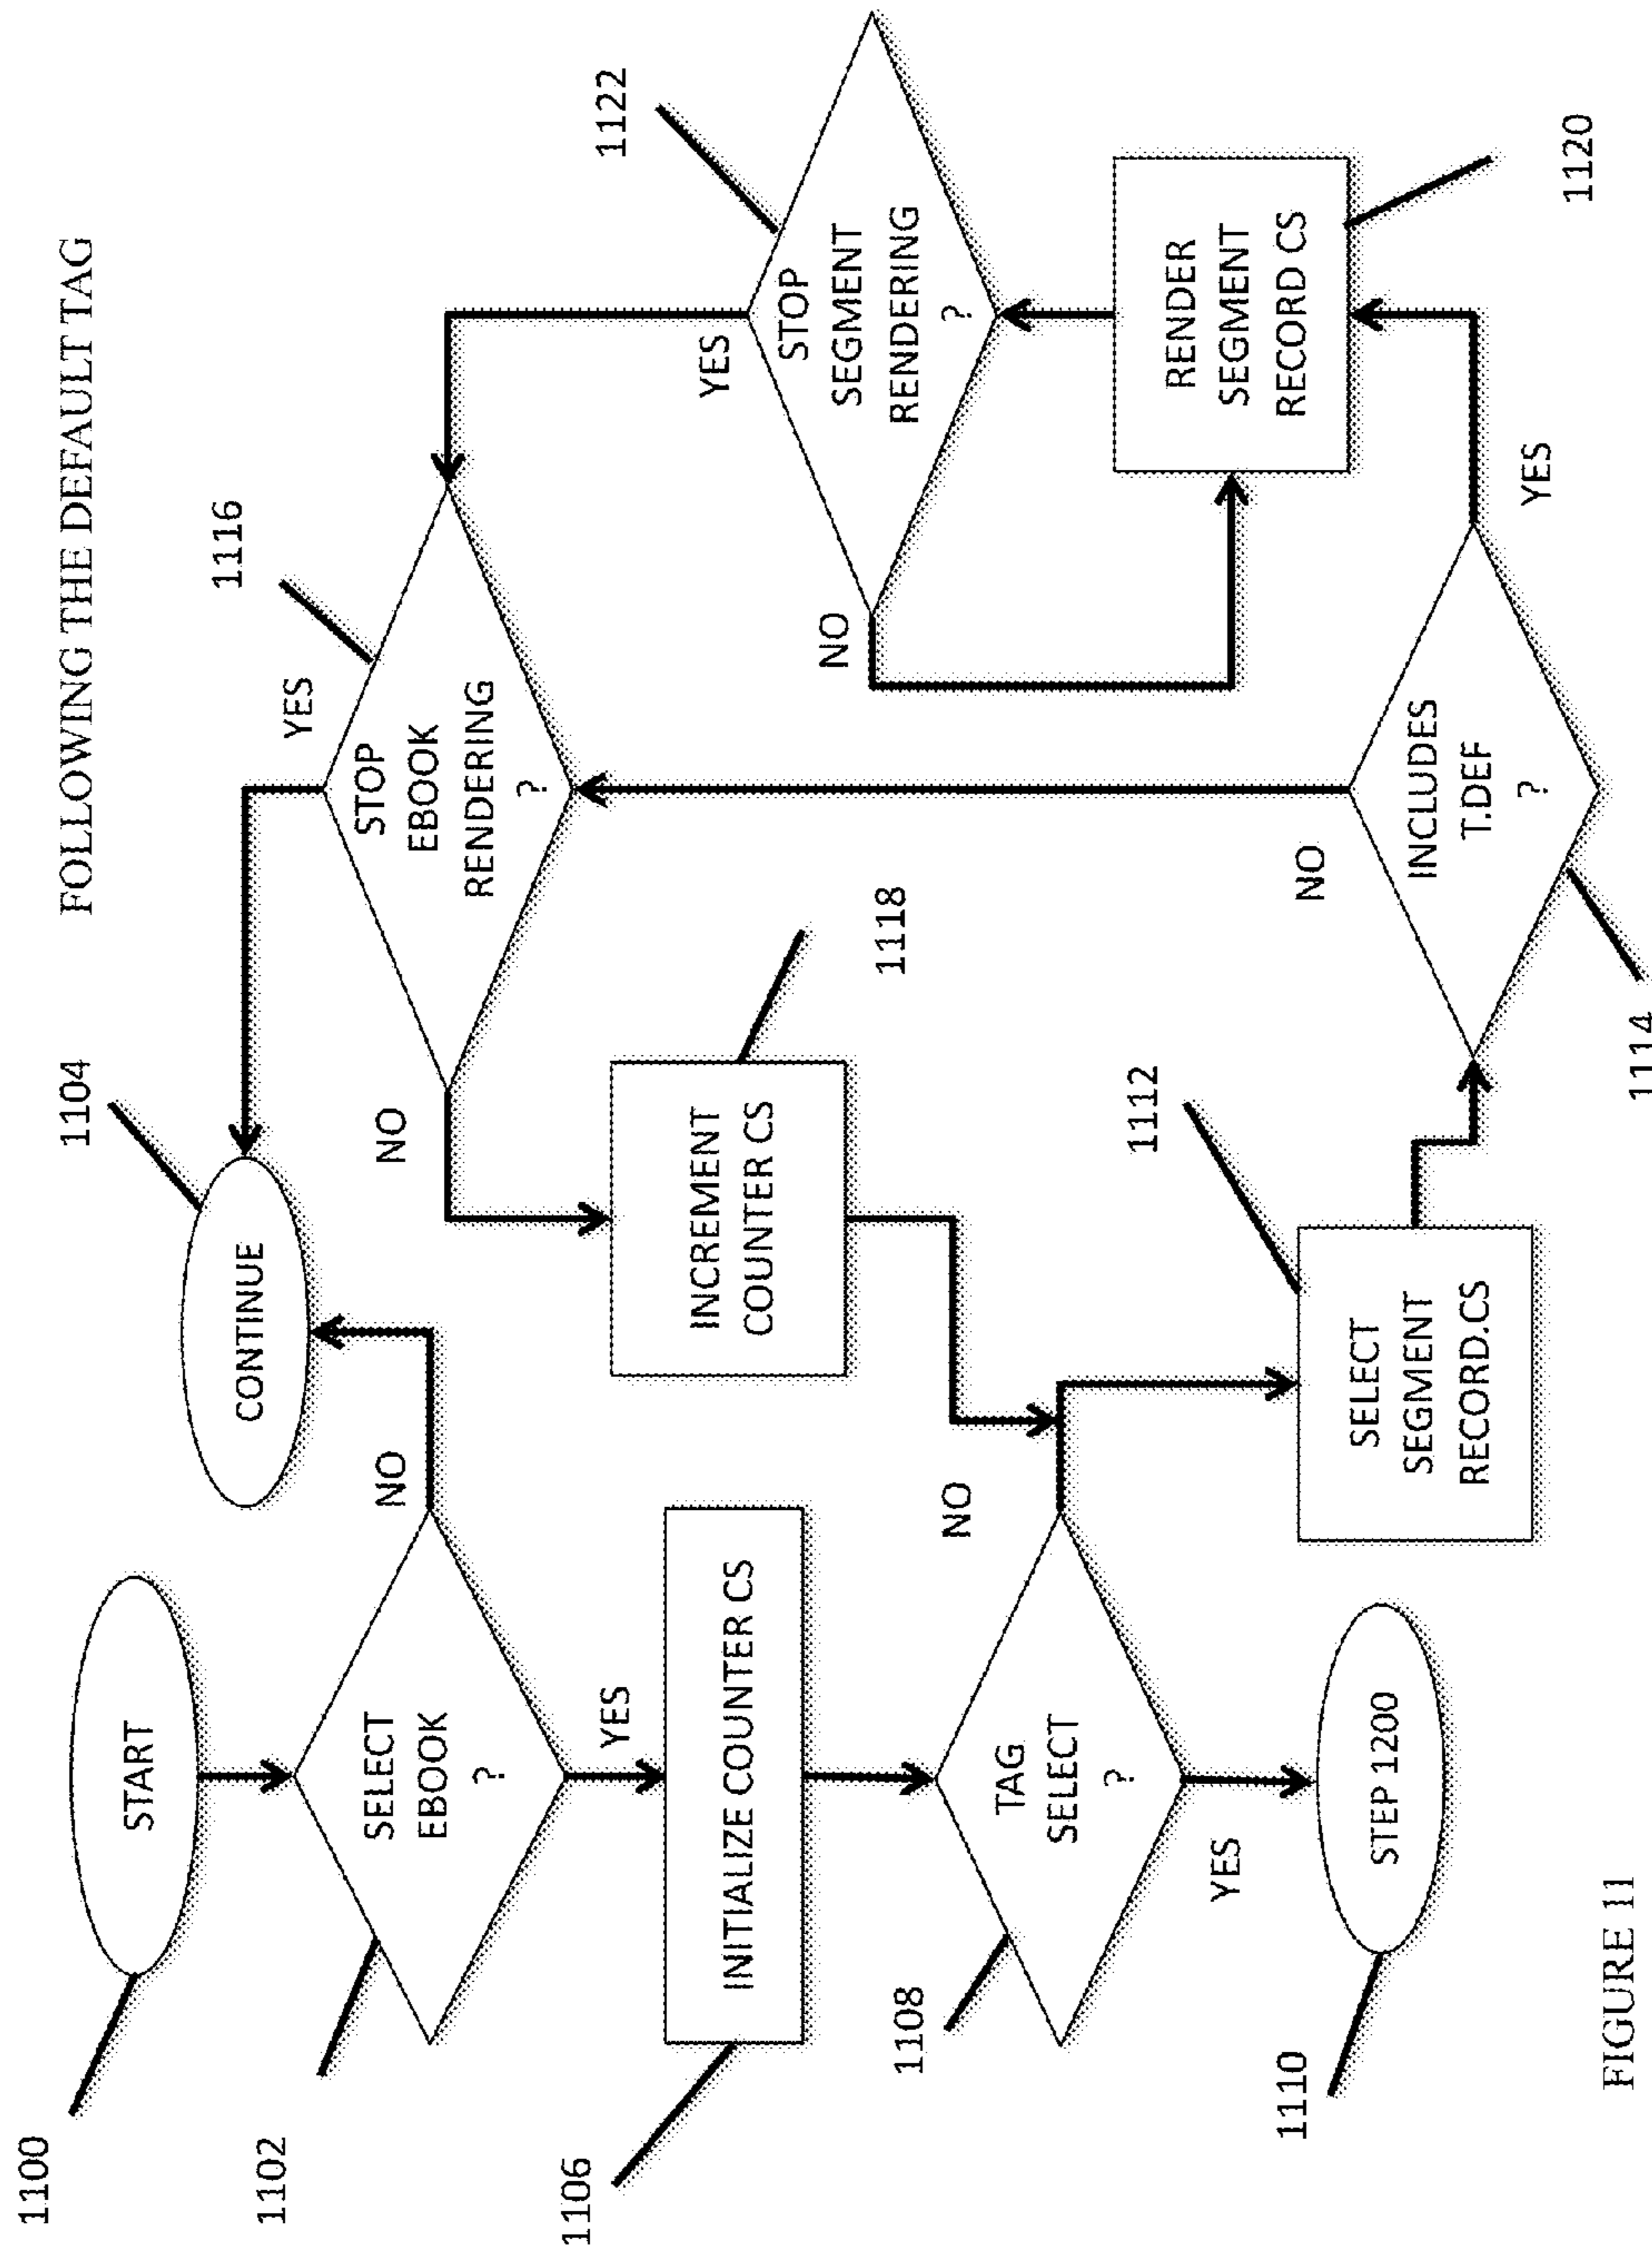 FOLLOWING THE DEFAULT TAG
1100
START
1102
SELECT
EBOOK
?
NO
YES
1104
CONTINUE
1106
INITIALIZE COUNTER CS
1108
TAG
SELECT
?
NO
YES
1110
STEP 1200
1112
SELECT
SEGMENT
RECORD.CS
1114
INCLUDES
T.DEF
?
NO
YES
1116
STOP
EBOOK
RENDERING
?
YES
NO
1118
INCREMENT
COUNTER CS
1120
RENDER
SEGMENT
RECORD CS
1122
STOP
SEGMENT
RENDERING
?
YES
NO
FIGURE 11